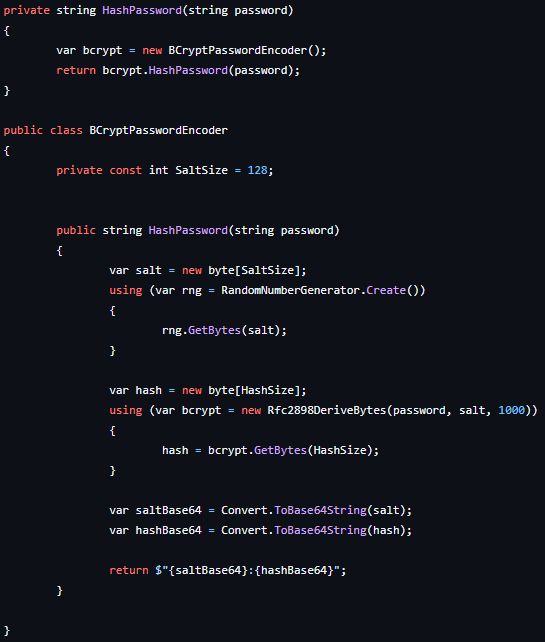 private string HashPassword(string password)
{
        var bcrypt = new BCryptPasswordEncoder();
        return bcrypt.HashPassword(password);
}

public class BCryptPasswordEncoder
{
        private const int SaltSize = 128;


        public string HashPassword(string password)
        {
                var salt = new byte[SaltSize];
                using (var rng = RandomNumberGenerator.Create())
                {
                        rng.GetBytes(salt);
                }

                var hash = new byte[HashSize];
                using (var bcrypt = new Rfc2898DeriveBytes(password, salt, 1000))
                {
                        hash = bcrypt.GetBytes(HashSize);
                }

                var saltBase64 = Convert.ToBase64String(salt);
                var hashBase64 = Convert.ToBase64String(hash);

                return $"{saltBase64}:{hashBase64}";
        }

}